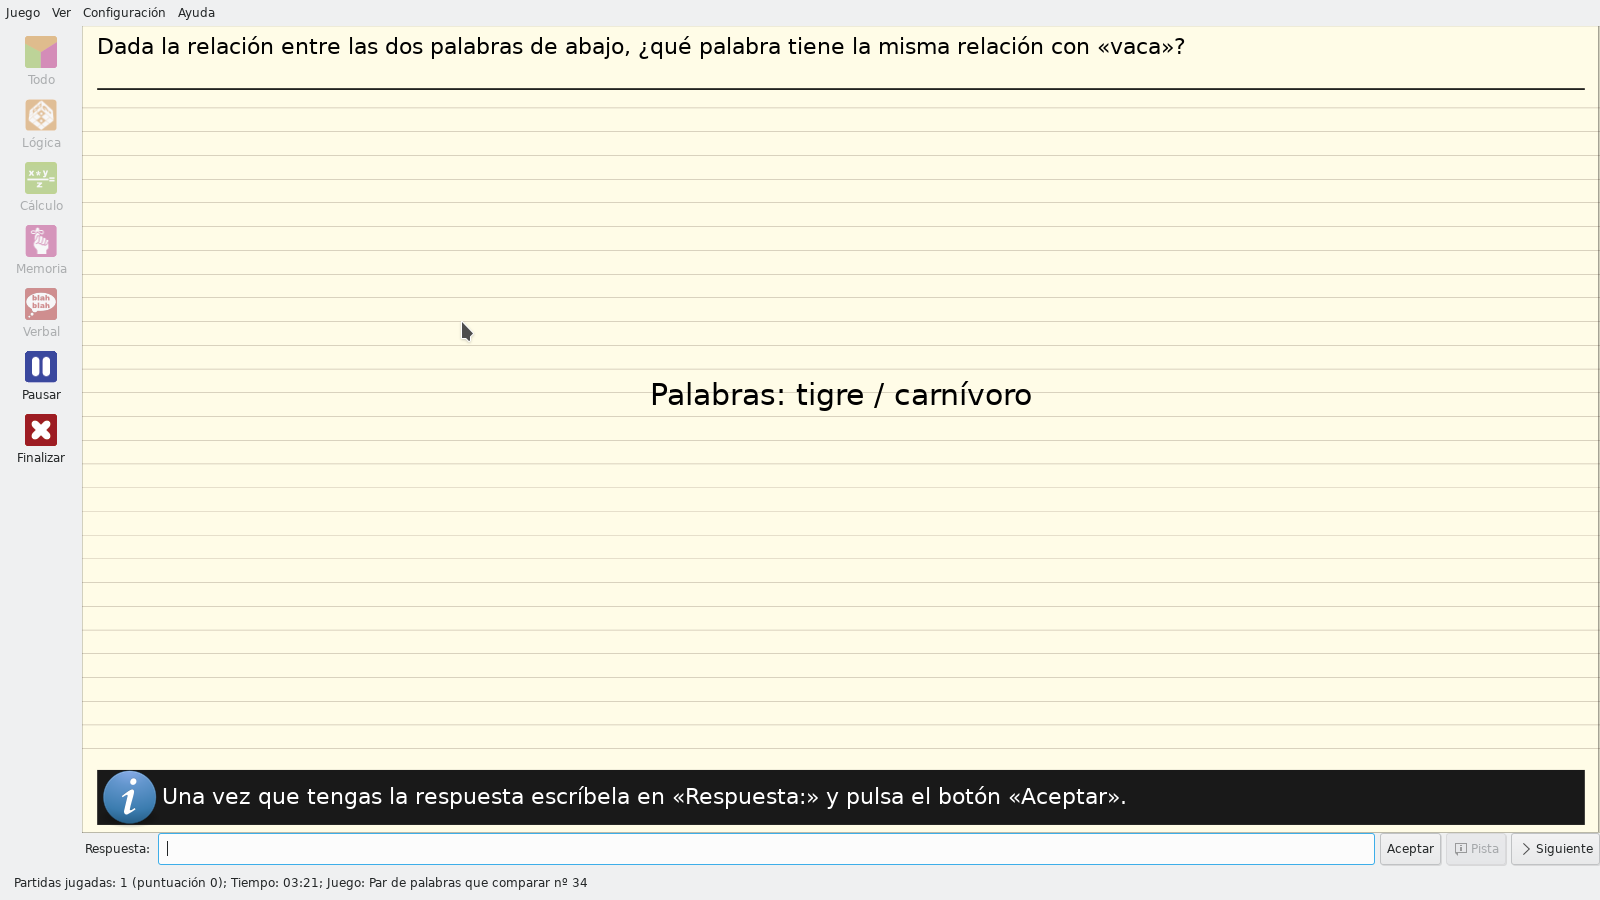 Juego Ver Configuración Ayuda
Dada la relación entre las dos palabras de abajo, ¿qué palabra tiene la misma relación con «vaca»?
Todo
Lógica
x+y
z
=
Cálculo
Memoria
blah
blah
Verbal
Pausar
Finalizar
Palabras: tigre / carnívoro
i Una vez que tengas la respuesta escríbela en «Respuesta:» y pulsa el botón «Aceptar».
Respuesta: Aceptar Pista Siguiente
Partidas jugadas: 1 (puntuación 0); Tiempo: 03:21; Juego: Par de palabras que comparar nº 34